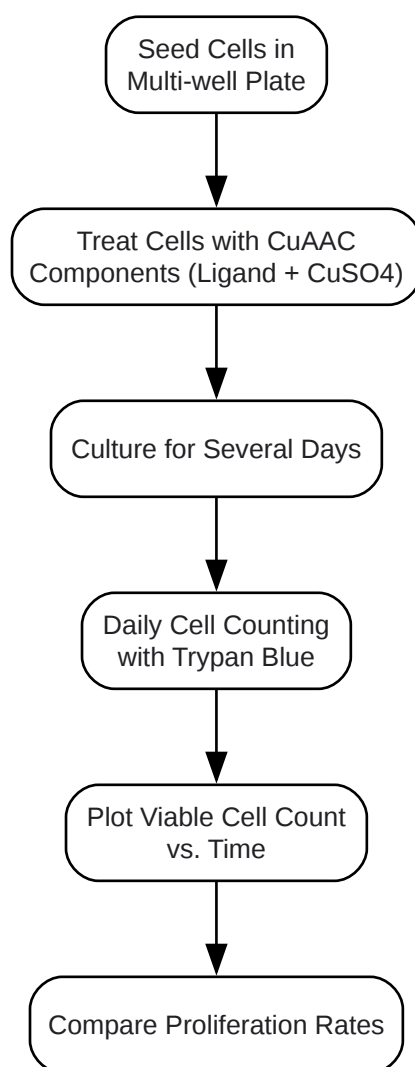 Seed Cells in
Multi-well Plate
Treat Cells with CuAAC
Components (Ligand + CuSO4)
Culture for Several Days
Daily Cell Counting
with Trypan Blue
Plot Viable Cell Count
vs. Time
Compare Proliferation Rates